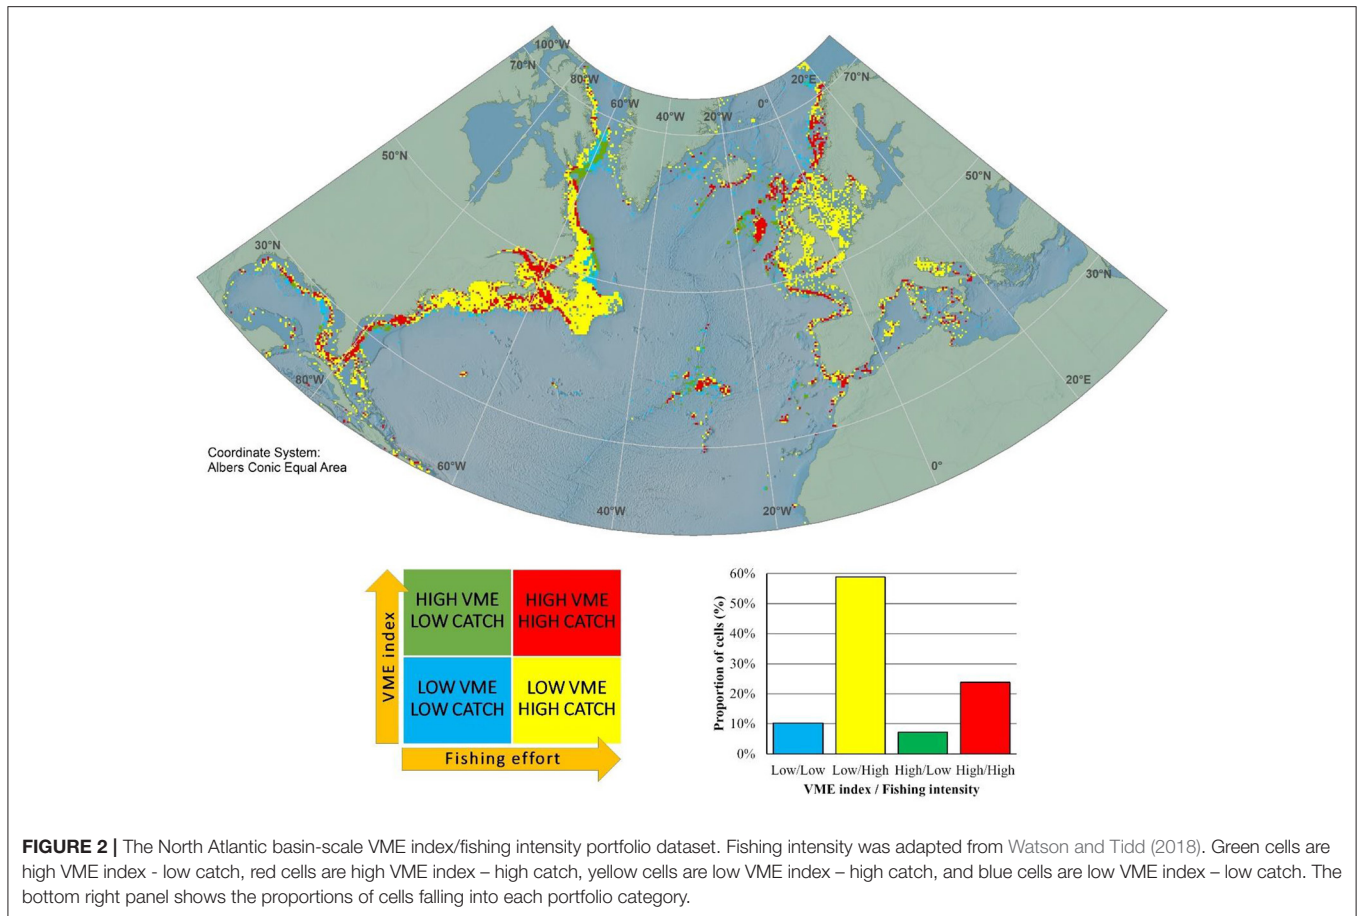 100°W
70°N
80°W
60°W
40°W
20°W
0°
20°E
70°N
50°N
50°N
30°N
30°N
80°W
60°W
40°W
20°W
0°
20°E
Coordinate System:
Albers Conic Equal Area
VME index
HIGH VME
LOW CATCH
HIGH VME
HIGH CATCH
LOW VME
LOW CATCH
LOW VME
HIGH CATCH
Fishing effort
Proportion of cells (%)
60%
50%
40%
30%
20%
10%
0%
Low/Low Low/High High/Low High/High
VME index / Fishing intensity
FIGURE 2 | The North Atlantic basin-scale VME index/fishing intensity portfolio dataset. Fishing intensity was adapted from Watson and Tidd (2018). Green cells are
high VME index - low catch, red cells are high VME index – high catch, yellow cells are low VME index – high catch, and blue cells are low VME index – low catch. The
bottom right panel shows the proportions of cells falling into each portfolio category.